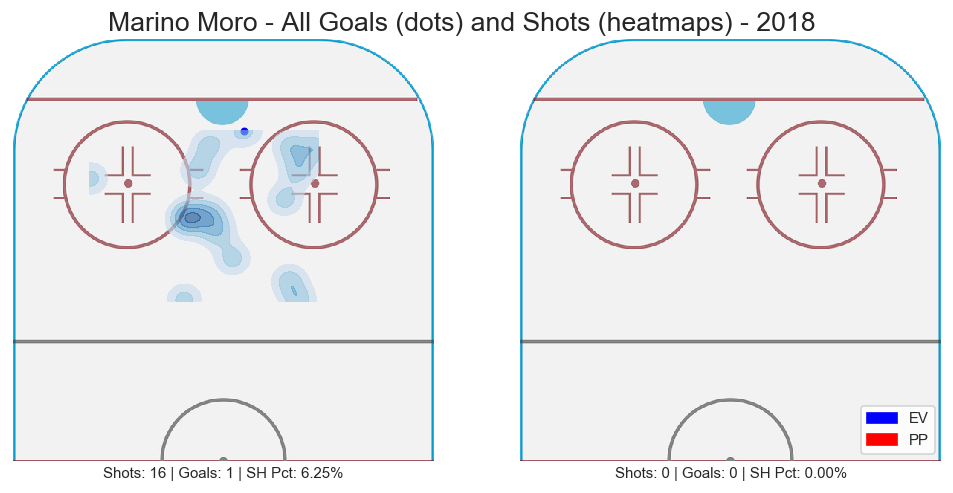 Marino Moro - All Goals (dots) and Shots (heatmaps) - 2018
EV
PP
Shots: 16 | Goals: 1 | SH Pct: 6.25%
Shots: 0 | Goals: 0 | SH Pct: 0.00%